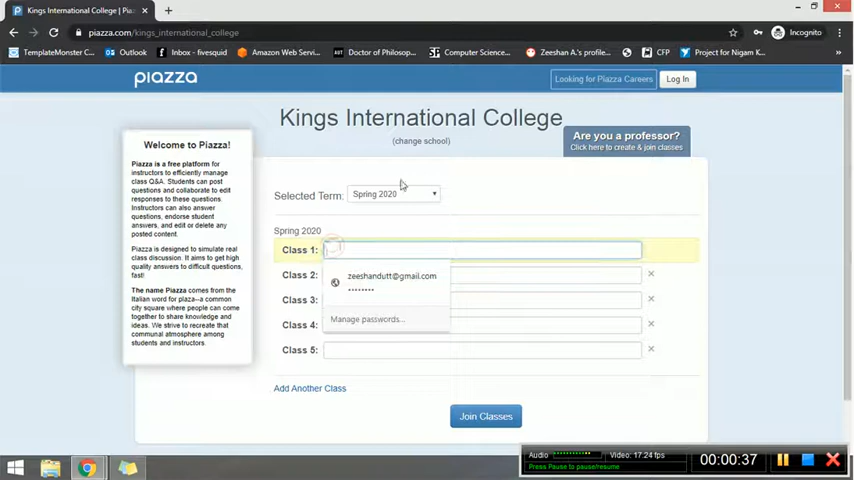 Kings International College | Piaz
piazza.com/kings_international_college
Incognito
TemplateMonster C...
Outlook
Inbox - fivesquid
Amazon Web Servi...
Doctor of Philosop...
Computer Science...
Zeeshan A.'s profile...
CFP
Project for Nigam K...
piazza
Looking for Piazza Careers
Log In
Kings International College
(change school)
Are you a professor?
Click here to create & join classes
Welcome to Piazza!
Piazza is a free platform for
instructors to efficiently manage
class Q&A. Students can post
questions and collaborate to edit
responses to these questions.
Instructors can also answer
questions, endorse student
answers, and edit or delete any
posted content.
Piazza is designed to simulate real
class discussion. It aims to get high
quality answers to difficult questions,
fast!
The name Piazza comes from the
Italian word for plaza--a common
city square where people can
come together to share knowledge and
ideas. We strive to recreate that
communal atmosphere among
students and instructors.
Selected Term:
Spring 2020
Spring 2020
Class 1:
zeeshandutt@gmail.com
••••••••
Manage passwords...
Class 2:
Class 3:
Class 4:
Class 5:
Add Another Class
Join Classes
Audio
Video: 17.24 fps
Press Pause to pause/resume
00:00:37